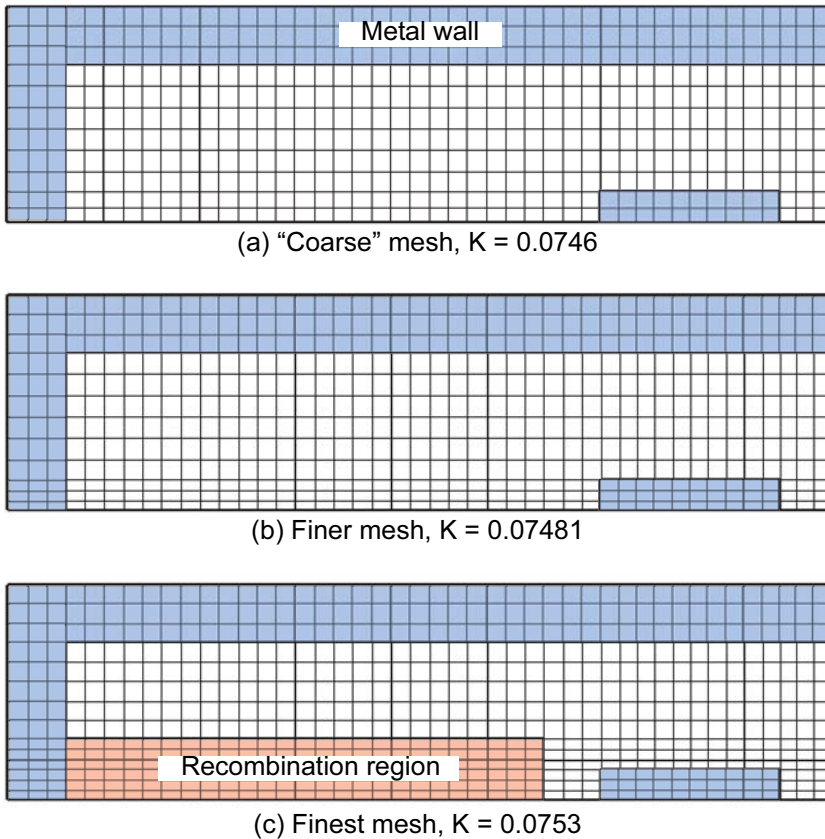 Metal wall
(a) “Coarse” mesh, K = 0.0746
(b) Finer mesh, K = 0.07481
Recombination region
(c) Finest mesh, K = 0.0753